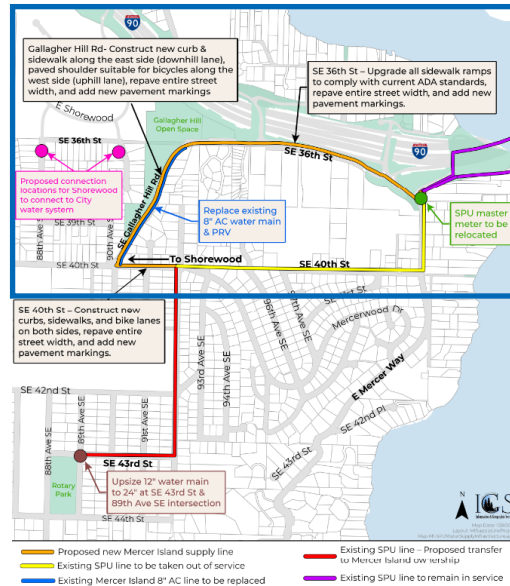 90
Gallagher Hill Rd- Construct new curb &
sidewalk along the east side (downhill lane),
paved shoulder suitable for bicycles along the
west side (uphill lane), repave entire street
width, and add new pavement markings
SE 36th St – Upgrade all sidewalk ramps
to comply with current ADA standards,
repave entire street width, and add new
pavement markings.
E Shorewood
Gallagher Hill
Open Space
SE 36th St
SE 36th St
90
Proposed connection
locations for Shorewood
to connect to City
water system
SE Gallagher Hill Rd
Replace existing
8" AC water main
& PRV
SPU master
meter to be
relocated
88th Ave SE
SE 39th St
90th Ave SE
To Shorewood
SE 40th St
SE 40th St
SE 40th St – Construct new
curbs, sidewalks, and bike lanes
on both sides, repave entire
street width, and add new
pavement markings.
93rd Ave SE
94th Ave SE
96th Ave SE
97th Ave SE
Mercerwood Dr
E Mercer Way
SE 42nd St
SE 42nd Pl
88th Ave SE
89th Ave SE
91st Ave SE
SE 43rd St
SE 43rd St
Rotary
Park
Upsize 12" water main
to 24" at SE 43rd St &
89th Ave SE intersection
SE 44th St
N
Proposed new Mercer Island supply line
Existing SPU line to be taken out of service
Existing Mercer Island 8" AC line to be replaced
Existing SPU line – Proposed transfer
to Mercer Island ownership
Existing SPU line to remain in service